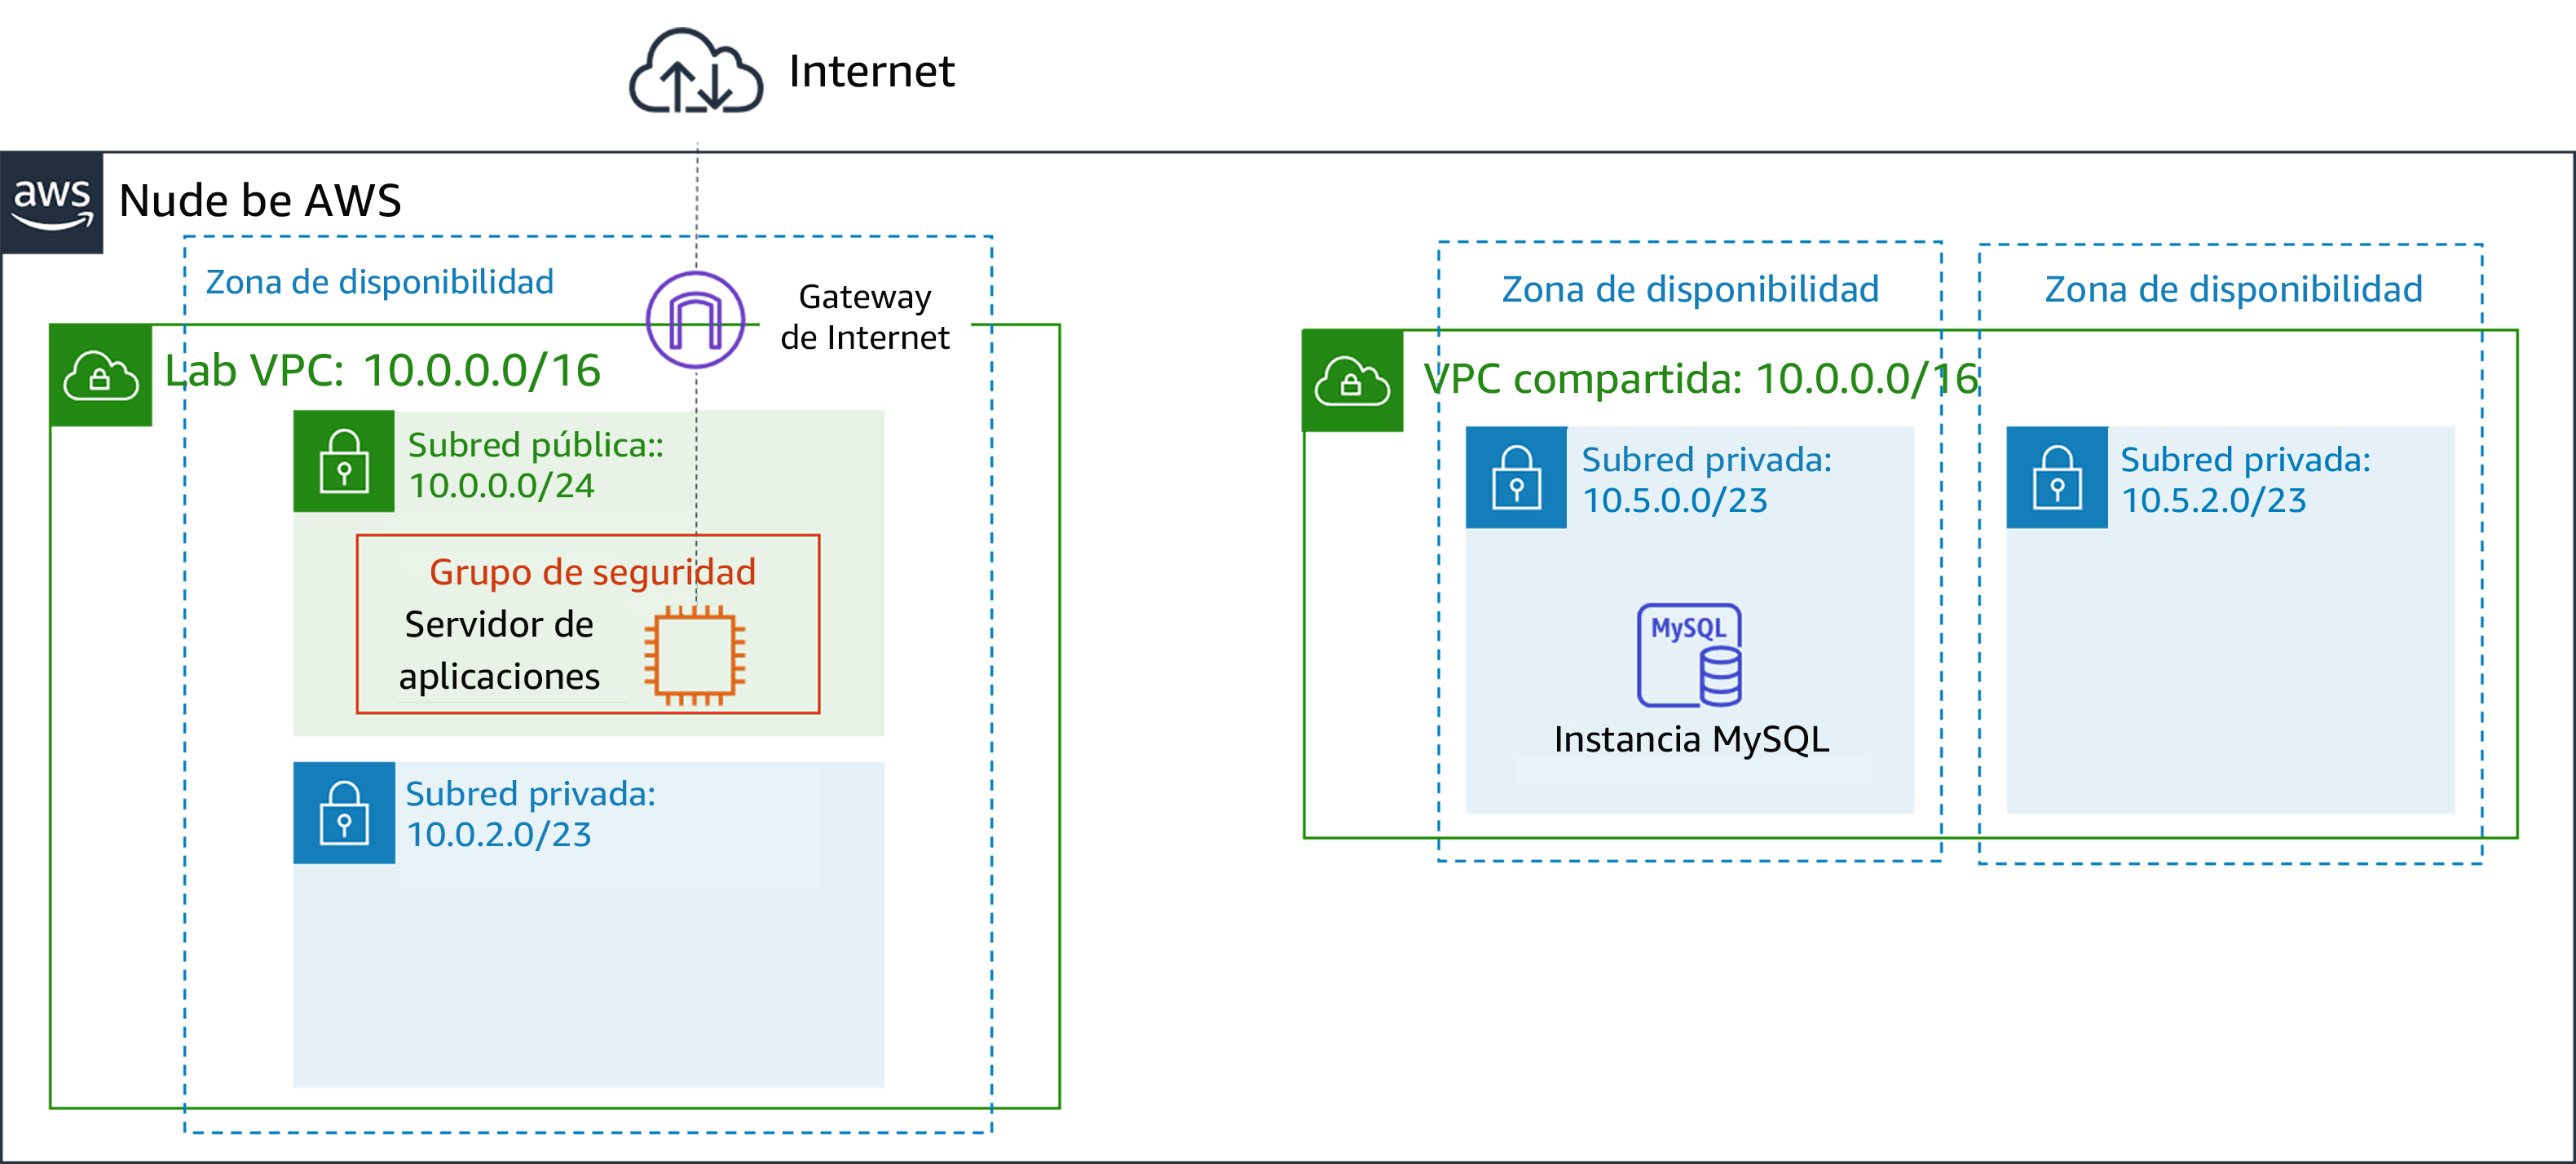 Internet
aws
Nude be AWS
Zona de disponibilidad
Gateway
de Internet
Lab VPC: 10.0.0.0/16
Subred pública::
10.0.0.0/24
Grupo de seguridad
Servidor de
aplicaciones
Subred privada:
10.0.2.0/23
Zona de disponibilidad
Zona de disponibilidad
VPC compartida: 10.0.0.0/16
Subred privada:
10.5.0.0/23
MySQL
Instancia MySQL
Subred privada:
10.5.2.0/23